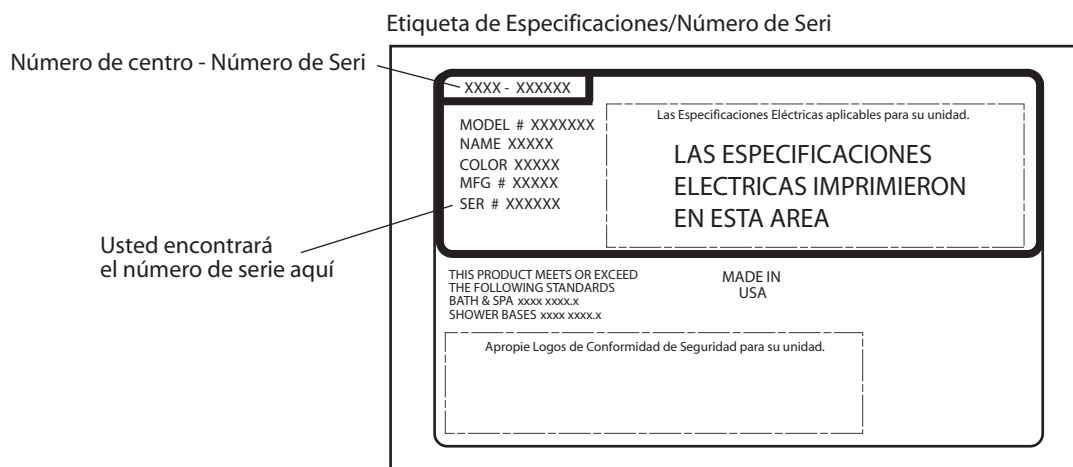 Etiqueta de Especificaciones/Número de Seri
Número de centro - Número de Seri
XXXX - XXXXXX
MODEL # XXXXXXX
NAME XXXXX
COLOR XXXXX
MFG # XXXXX
SER # XXXXXX
Las Especificaciones Eléctricas aplicables para su unidad.
LAS ESPECIFICACIONES
ELECTRICAS IMPRIMIERON
EN ESTA AREA
Usted encontrará
el número de serie aquí
THIS PRODUCT MEETS OR EXCEED
THE FOLLOWING STANDARDS
BATH & SPA xxxx xxxx.x
SHOWER BASES xxxx xxxx.x
MADE IN
USA
Apropie Logos de Conformidad de Seguridad para su unidad.